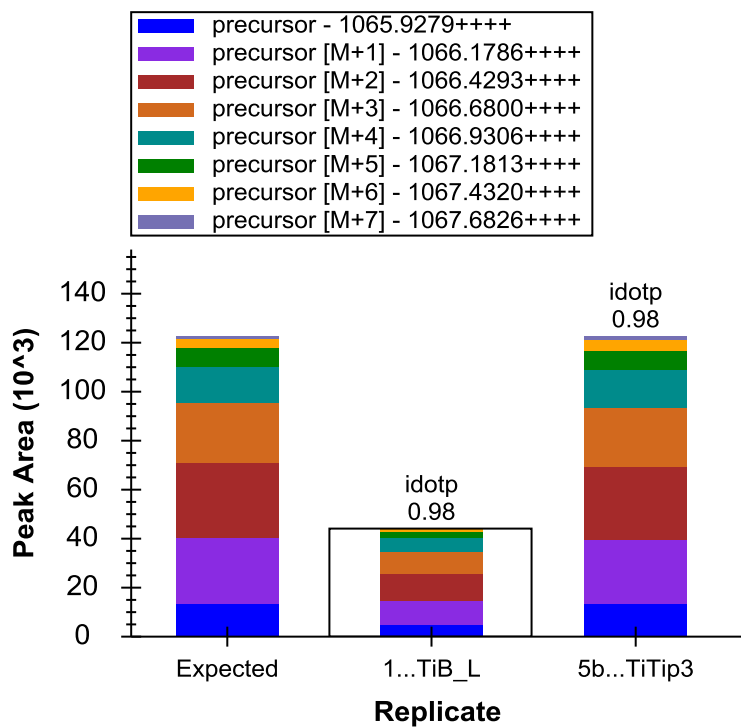 precursor - 1065.9279++++
precursor [M+1] - 1066.1786++++
precursor [M+2] - 1066.4293++++
precursor [M+3] - 1066.6800++++
precursor [M+4] - 1066.9306++++
precursor [M+5] - 1067.1813++++
precursor [M+6] - 1067.4320++++
precursor [M+7] - 1067.6826++++
Peak Area (10^3)
140
120
100
80
60
40
20
0
idotp
0.98
idotp
0.98
Expected
1...TiB_L
5b...TiTip3
Replicate